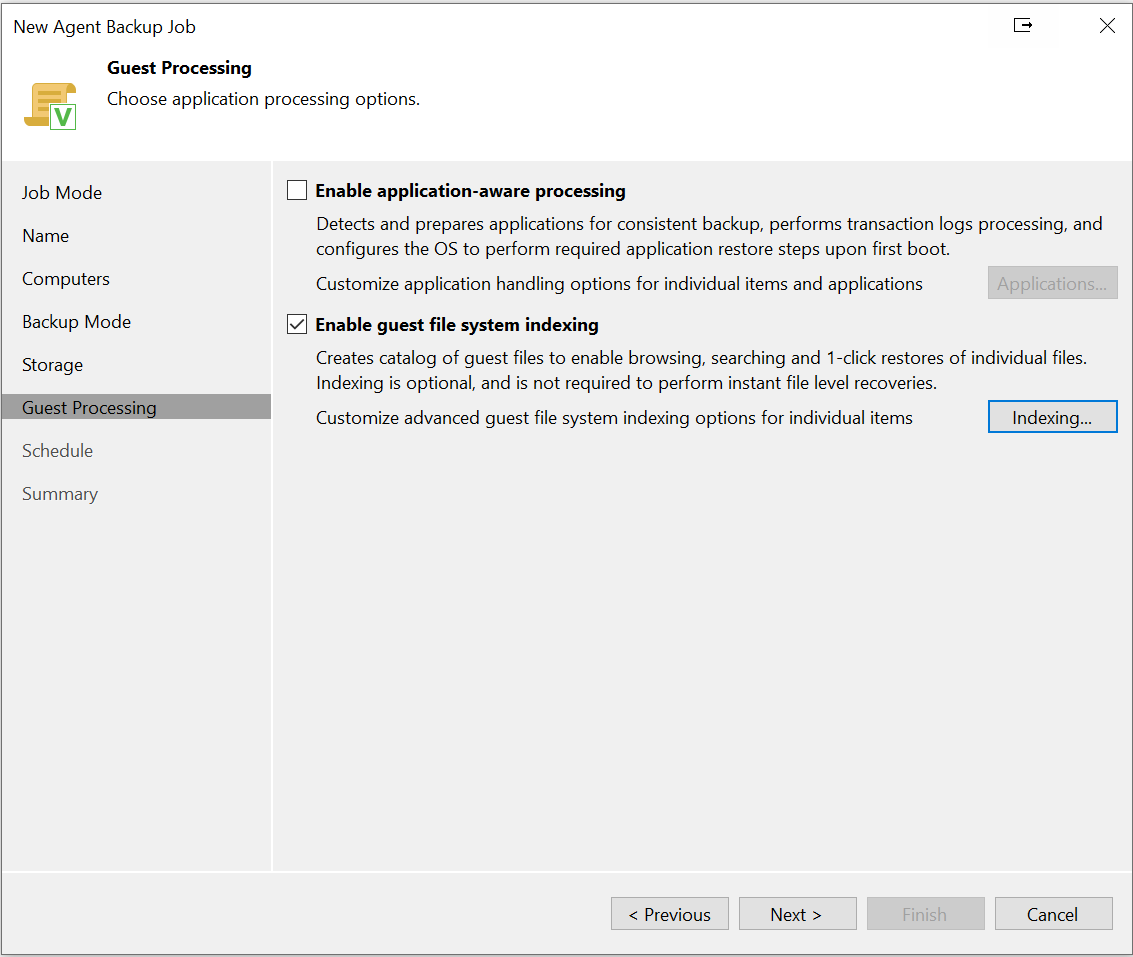 New Agent Backup Job
Guest Processing
Choose application processing options.
V
Job Mode
Name
Computers
Backup Mode
Storage
Guest Processing
Schedule
Summary
Enable application-aware processing
Detects and prepares applications for consistent backup, performs transaction logs processing, and
configures the OS to perform required application restore steps upon first boot.
Customize application handling options for individual items and applications
Applications...
Enable guest file system indexing
Creates catalog of guest files to enable browsing, searching and 1-click restores of individual files.
Indexing is optional, and is not required to perform instant file level recoveries.
Customize advanced guest file system indexing options for individual items
Indexing...
< Previous
Next >
Finish
Cancel